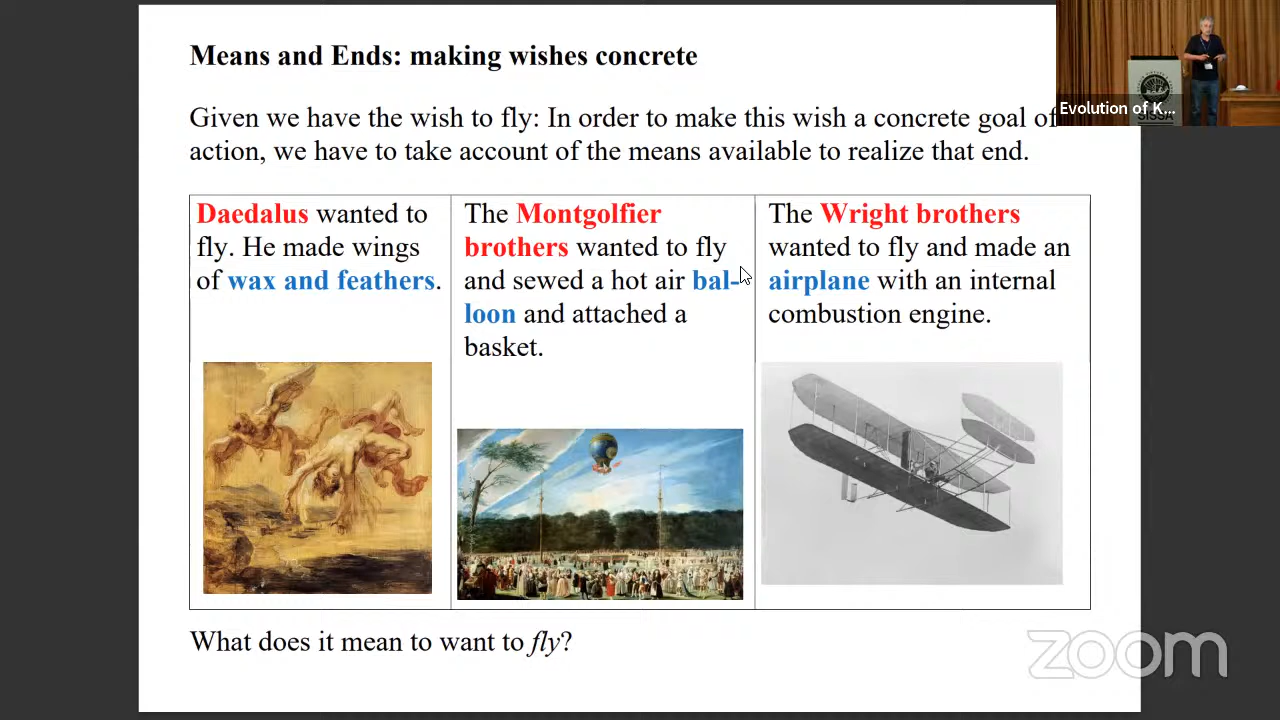 Means and Ends: making wishes concrete
Given we have the wish to fly: In order to make this wish a concrete goal of
action, we have to take account of the means available to realize that end.
Daedalus wanted to
fly. He made wings
of wax and feathers.
The Montgolfier
brothers wanted to fly
and sewed a hot air bal-
loon and attached a
basket.
The Wright brothers
wanted to fly and made an
airplane with an internal
combustion engine.
What does it mean to want to fly?
Evolution of K...
SISSA
zoom